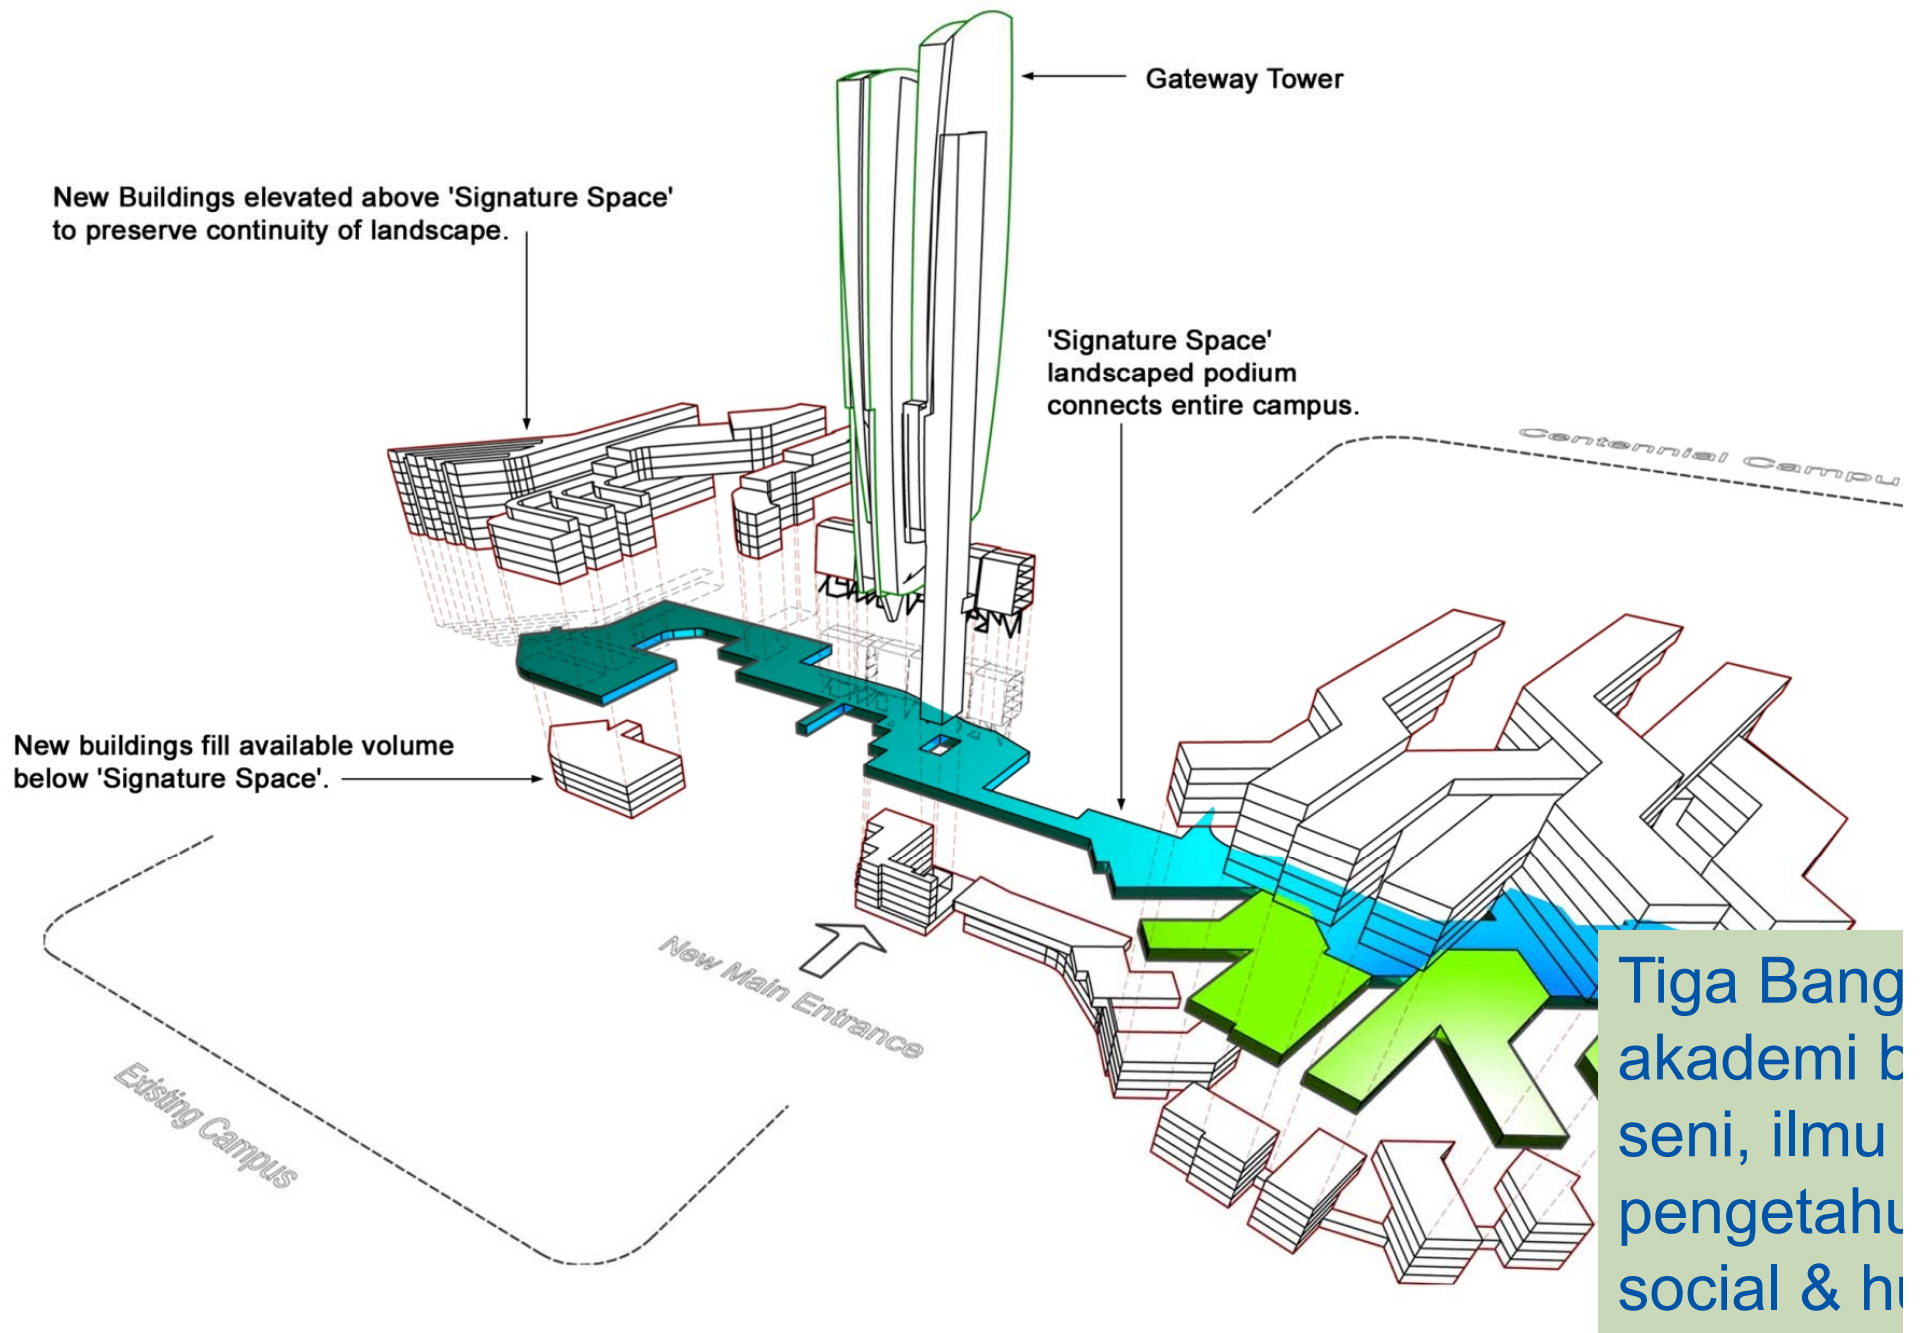 Gateway Tower
New Buildings elevated above 'Signature Space'
to preserve continuity of landscape.
'Signature Space'
landscaped podium
connects entire campus.
Centennial
New buildings fill available volume
below 'Signature Space'.
New Main Entrance
Existing Campus
Tiga
akademi
seni, ilmu
social &